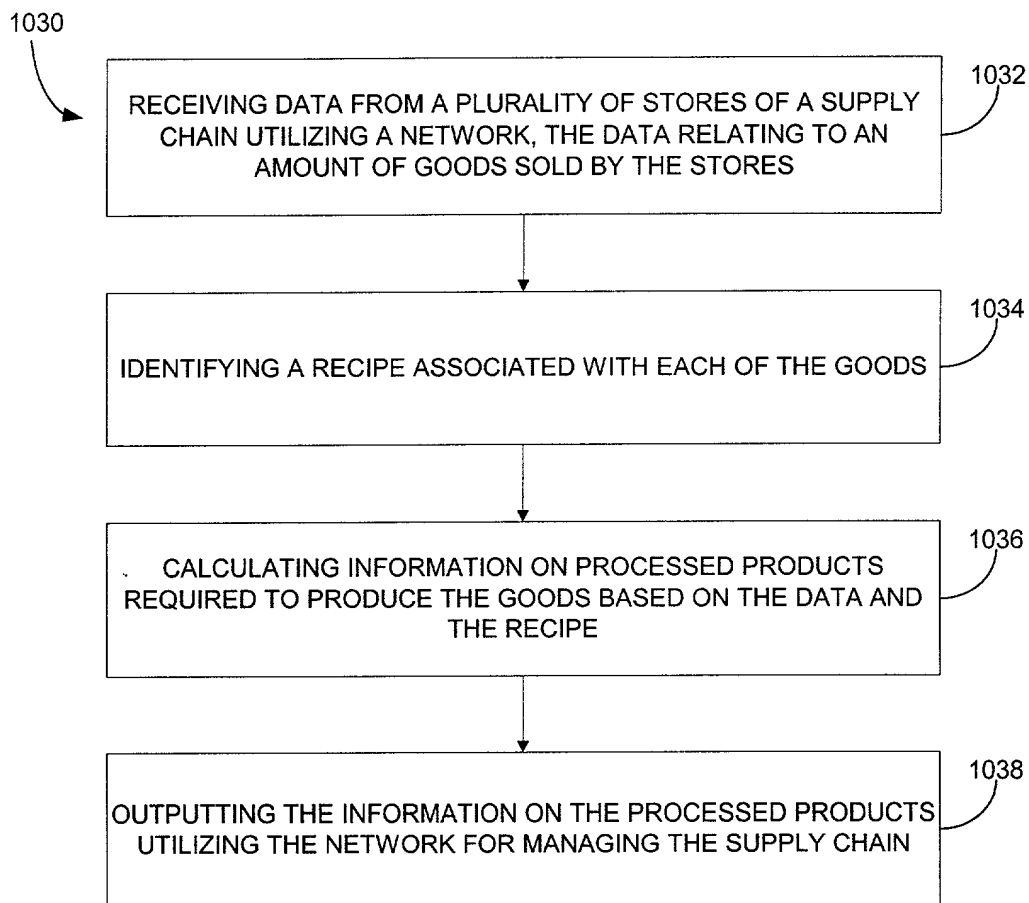 1030
1032
RECEIVING DATA FROM A PLURALITY OF STORES OF A SUPPLY
CHAIN UTILIZING A NETWORK, THE DATA RELATING TO AN
AMOUNT OF GOODS SOLD BY THE STORES
1034
IDENTIFYING A RECIPE ASSOCIATED WITH EACH OF THE GOODS
1036
CALCULATING INFORMATION ON PROCESSED PRODUCTS
REQUIRED TO PRODUCE THE GOODS BASED ON THE DATA AND
THE RECIPE
1038
OUTPUTTING THE INFORMATION ON THE PROCESSED PRODUCTS
UTILIZING THE NETWORK FOR MANAGING THE SUPPLY CHAIN